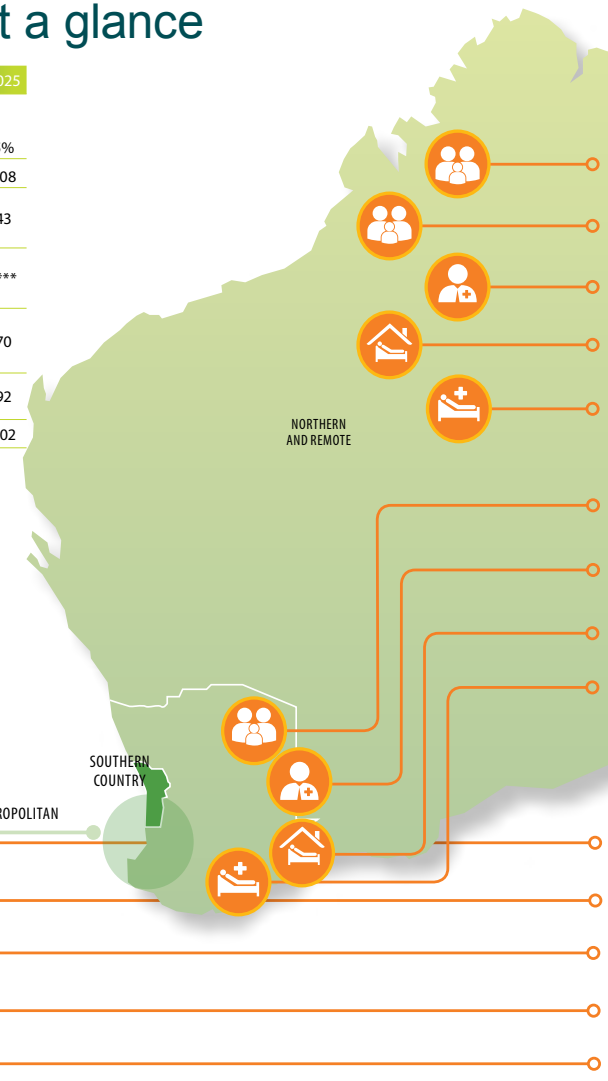 t a glance
025
%
08
43
***
70
92
02
NORTHERN
AND REMOTE
SOUTHERN
COUNTRY
ROPOLITAN